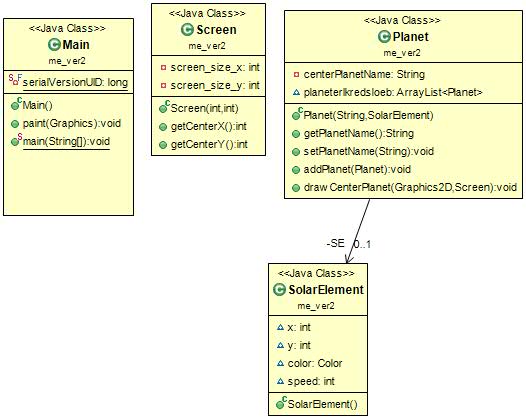 <<Java Class>>
Main
me_ver2
serialVersionUID: long
Main()
paint(Graphics):void
main(String[]):void
<<Java Class>>
Screen
me_ver2
screen_size_x: int
screen_size_y: int
Screen(int,int)
getCenterX():int
getCenterY():int
<<Java Class>>
Planet
me_ver2
centerPlanetName: String
planeterIkredsloeb: ArrayList<Planet>
Planet(String,SolarElement)
getPlanetName():String
setPlanetName(String):void
addPlanet(Planet):void
drawCenterPlanet(Graphics2D,Screen):void
-SE 0..1
<<Java Class>>
SolarElement
me_ver2
x: int
y: int
color: Color
speed: int
SolarElement()